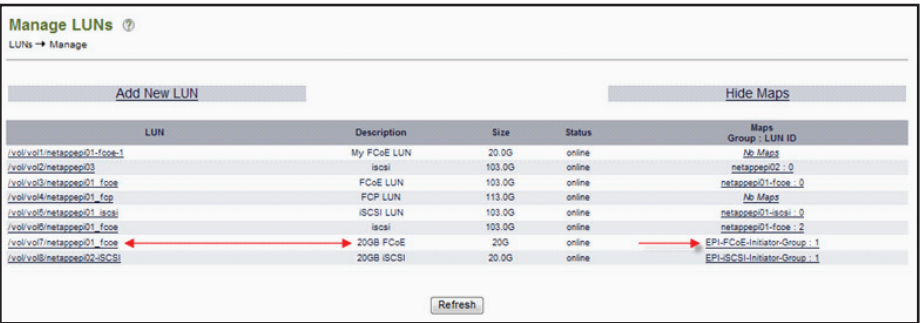 Manage LUNs ?
LUNs → Manage
Add New LUN Hide Maps
LUN Description Size Status Maps
Group : LUN ID
/vol/vol1/netappepi01-fcoe-1 My FCoE LUN 20.0G online No Maps
/vol/vol2/netappepi03 iscsi 103.0G online netappepi02 : 0
/vol/vol3/netappepi01_fcoe FCoE LUN 103.0G online netappepi01-fcoe : 0
/vol/vol4/netappepi01_fcp FCP LUN 113.0G online No Maps
/vol/vol5/netappepi01_iscsi iSCSI LUN 103.0G online netappepi01-iscsi : 0
/vol/vol6/netappepi01_fcoe iscsi 103.0G online netappepi01-fcoe : 2
/vol/vol7/netappepi01_fcoe 20GB FCoE 20G online EPI-FCoE-Initiator-Group : 1
/vol/vol8/netappepi02-iSCSI 20GB iSCSI 20.0G online EPI-iSCSI-Initiator-Group : 1
Refresh